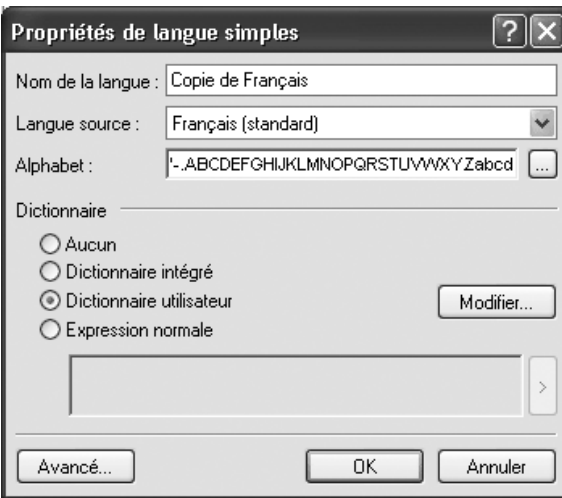 Propriétés de langue simples
Nom de la langue : Copie de Français
Langue source : Français (standard)
Alphabet : '-.ABCDEFGHIJKLMNOPQRSTUVWXYZabcd ...
Dictionnaire
Aucun
Dictionnaire intégré
Dictionnaire utilisateur
Modifier...
Expression normale
>
Avancé... OK Annuler